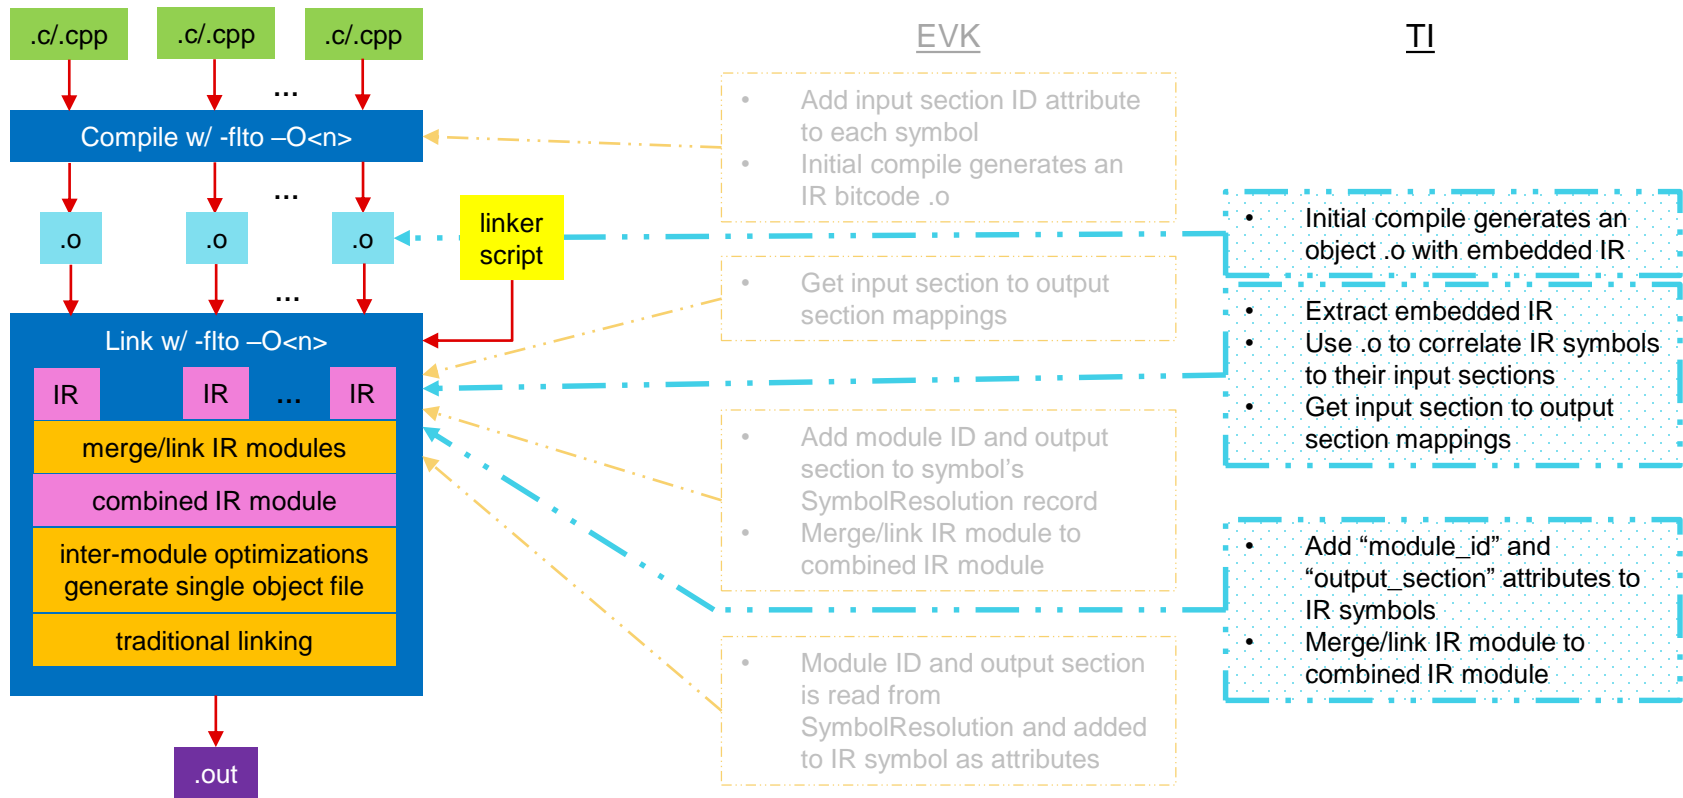 .c/.cpp
.c/.cpp
.c/.cpp
...
Compile w/ -flto –O<n>
...
.o
.o
.o
linker
script
...
Link w/ -flto –O<n>
IR
IR
...
IR
merge/link IR modules
combined IR module
inter-module optimizations
generate single object file
traditional linking
.out
EVK
• Add input section ID attribute
to each symbol
• Initial compile generates an
IR bitcode .o
• Get input section to output
section mappings
• Add module ID and output
section to symbol’s
SymbolResolution record
• Merge/link IR module to
combined IR module
• Module ID and output section
is read from
SymbolResolution and added
to IR symbol as attributes
TI
• Initial compile generates an
object .o with embedded IR
• Extract embedded IR
• Use .o to correlate IR symbols
to their input sections
• Get input section to output
section mappings
• Add “module_id” and
“output_section” attributes to
IR symbols
• Merge/link IR module to
combined IR module